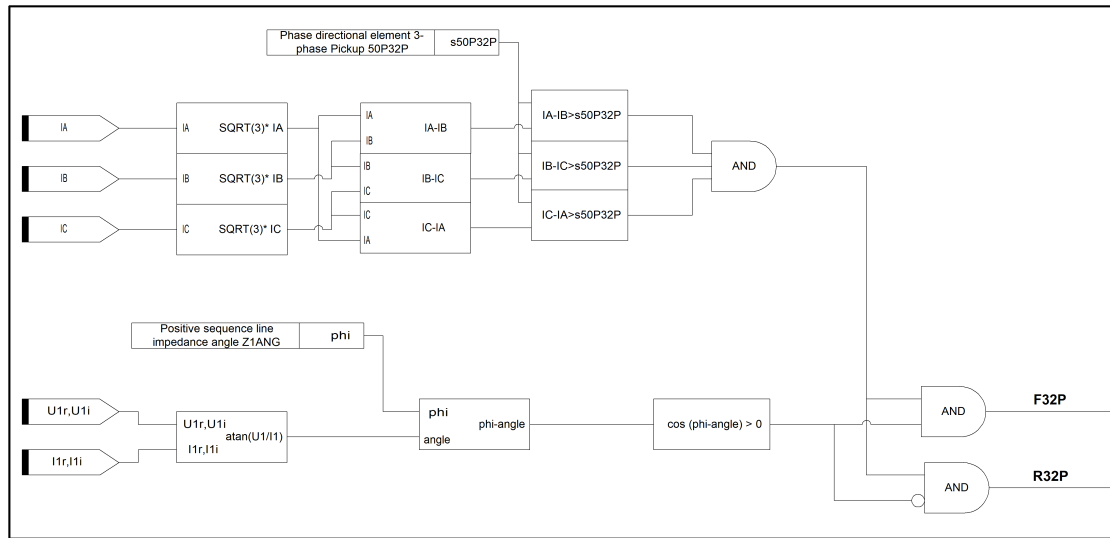 Phase directional element 3-
phase Pickup 50P32P
s50P32P
IA
IA
SQRT(3)* IA
IA
IB
IA-IB
IA-IB>s50P32P
IB
IB
SQRT(3)* IB
IB
IC
IB-IC
IB-IC>s50P32P
AND
IC
IC
SQRT(3)* IC
IC
IA
IC-IA
IC-IA>s50P32P
Positive sequence line
impedance angle Z1ANG
phi
U1r,U1i
I1r,I1i
U1r,U1i
I1r,I1i
atan(U1/I1)
phi
angle
phi-angle
cos (phi-angle) > 0
AND
F32P
AND
R32P